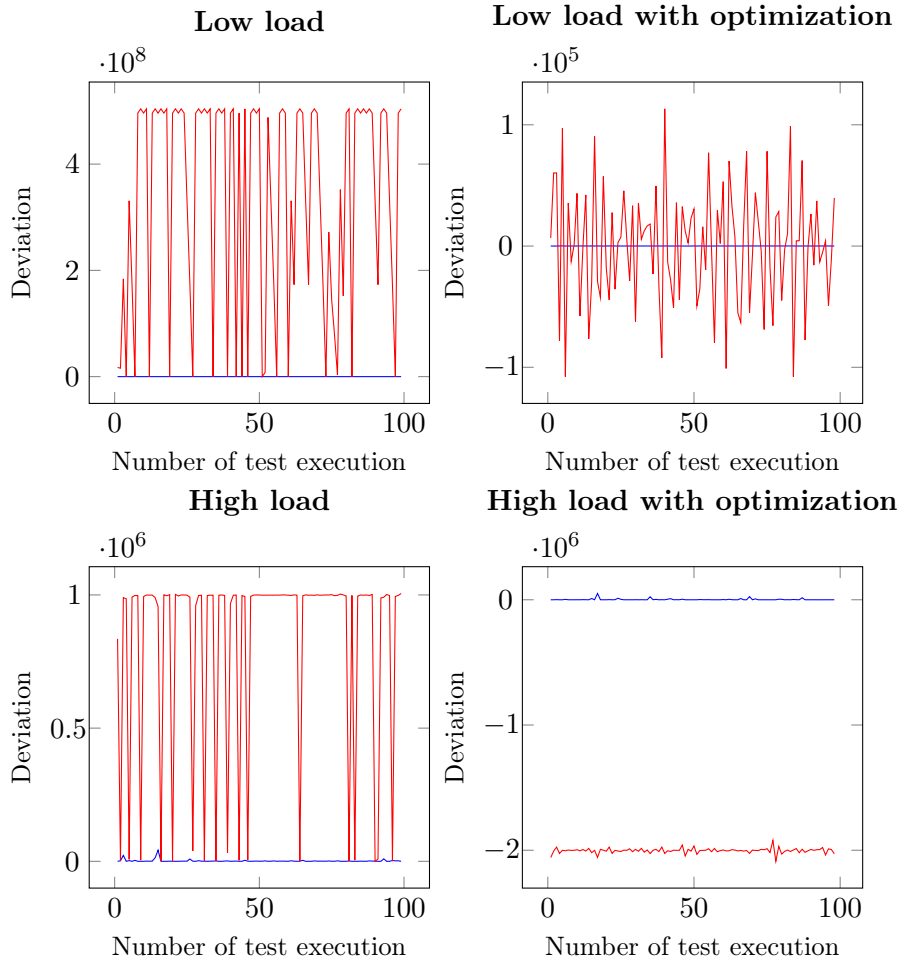 Low load
·10^8
Deviation
4
2
0
0 50 100
Number of test execution
Low load with optimization
·10^5
Deviation
1
0
−1
0 50 100
Number of test execution
High load
·10^6
Deviation
1
0.5
0
0 50 100
Number of test execution
High load with optimization
·10^6
Deviation
0
−1
−2
0 50 100
Number of test execution